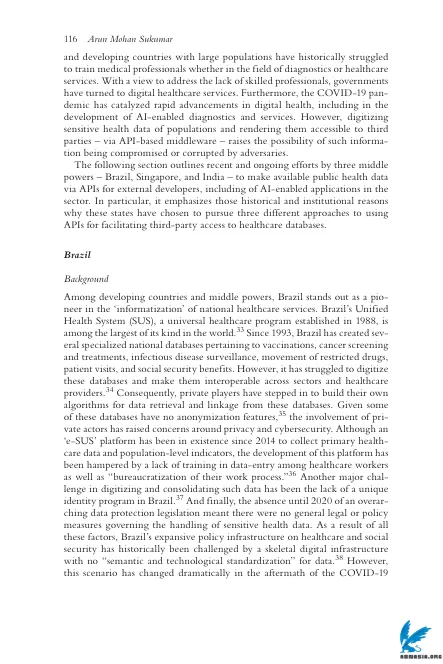 116 Arun Mohan Sukumar
and developing countries with large populations have historically struggled
to train medical professionals whether in the field of diagnostics or healthcare
services. With a view to address the lack of skilled professionals, governments
have turned to digital healthcare services. Furthermore, the COVID-19 pan-
demic has catalyzed rapid advancements in digital health, including in the
development of AI-enabled diagnostics and services. However, digitizing
sensitive health data of populations and rendering them accessible to third
parties – via API-based middleware – raises the possibility of such informa-
tion being compromised or corrupted by adversaries.
The following section outlines recent and ongoing efforts by three middle
powers – Brazil, Singapore, and India – to make available public health data
via APIs for external developers, including of AI-enabled applications in the
sector. In particular, it emphasizes those historical and institutional reasons
why these states have chosen to pursue three different approaches to using
APIs for facilitating third-party access to healthcare databases.
Brazil
Background
Among developing countries and middle powers, Brazil stands out as a pio-
neer in the ‘informatization’ of national healthcare services. Brazil’s Unified
Health System (SUS), a universal healthcare program established in 1988, is
among the largest of its kind in the world.33 Since 1993, Brazil has created sev-
eral specialized national databases pertaining to vaccinations, cancer screening
and treatments, infectious disease surveillance, movement of restricted drugs,
patient visits, and social security benefits. However, it has struggled to digitize
these databases and make them interoperable across sectors and healthcare
providers.34 Consequently, private players have stepped in to build their own
algorithms for data retrieval and linkage from these databases. Given some
of these databases have no anonymization features,35 the involvement of pri-
vate actors has raised concerns around privacy and cybersecurity. Although an
‘e-SUS’ platform has been in existence since 2014 to collect primary health-
care data and population-level indicators, the development of this platform has
been hampered by a lack of training in data-entry among healthcare workers
as well as “bureaucratization of their work process.”36 Another major chal-
lenge in digitizing and consolidating such data has been the lack of a unique
identity program in Brazil.37 And finally, the absence until 2020 of an overar-
ching data protection legislation meant there were no general legal or policy
measures governing the handling of sensitive health data. As a result of all
these factors, Brazil’s expansive policy infrastructure on healthcare and social
security has historically been challenged by a skeletal digital infrastructure
with no “semantic and technological standardization” for data.38 However,
this scenario has changed dramatically in the aftermath of the COVID-19